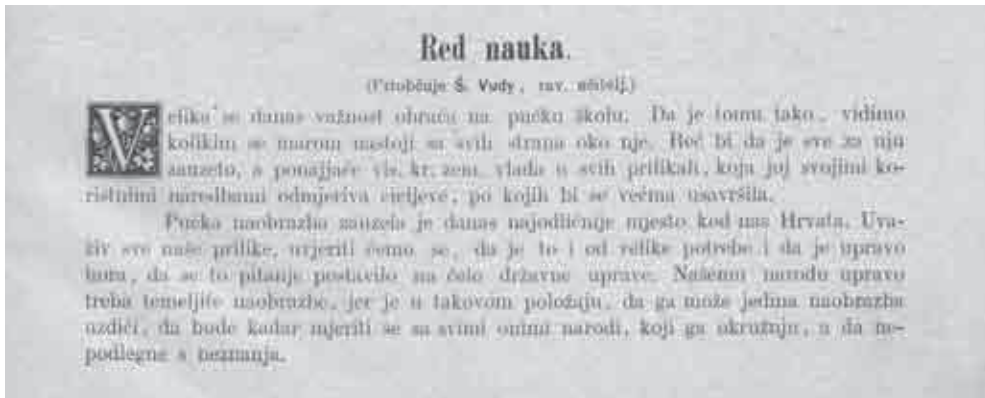 Red nauka.
(Priobćuje Š. Vudy, rav. učitelj.)
Velika se danas važnost obraća na pučku školu. Da je tomu tako, vidimo
kolikim se marom nastoji sa svih strana oko nje. Reć bi da je sve za nju
zauzeto, a ponajjače vis. kr. zem. vlada u svih prilikah, koja joj svojimi ko-
ristnimi naredbami odmjeriva cieljeve, po kojih bi se većma usavršila.
Pučka naobrazba zauzela je danas najodličnije mjesto kod nas Hrvata. Uva-
živ sve naše prilike, uvjeriti ćemo se, da je to i od velike potrebe i da je upravo
hora, da se to pitanje postavilo na čelo državne uprave. Našemu narodu upravo
treba temeljite naobrazbe, jer je u takovom položaju, da ga može jedina naobrazba
uzdići, da bude kadar mjeriti se sa svimi onimi narodi, koji ga okružuju, a da ne-
podlegne s neznanja.